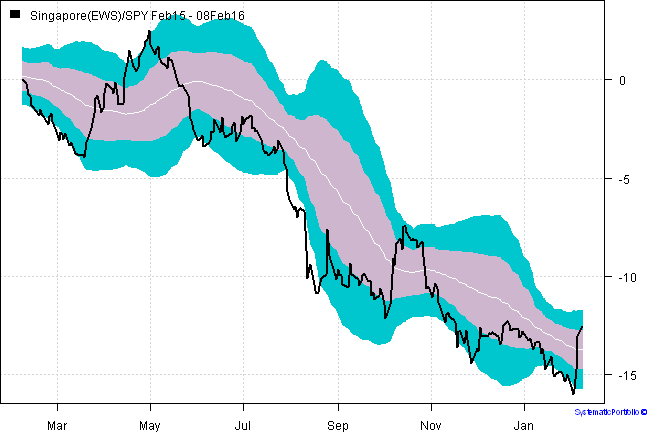 Singapore(EWS)/SPY Feb15 - 08Feb16
0
-5
-10
-15
Mar May Jul Sep Nov Jan
SystematicPortfolio ©